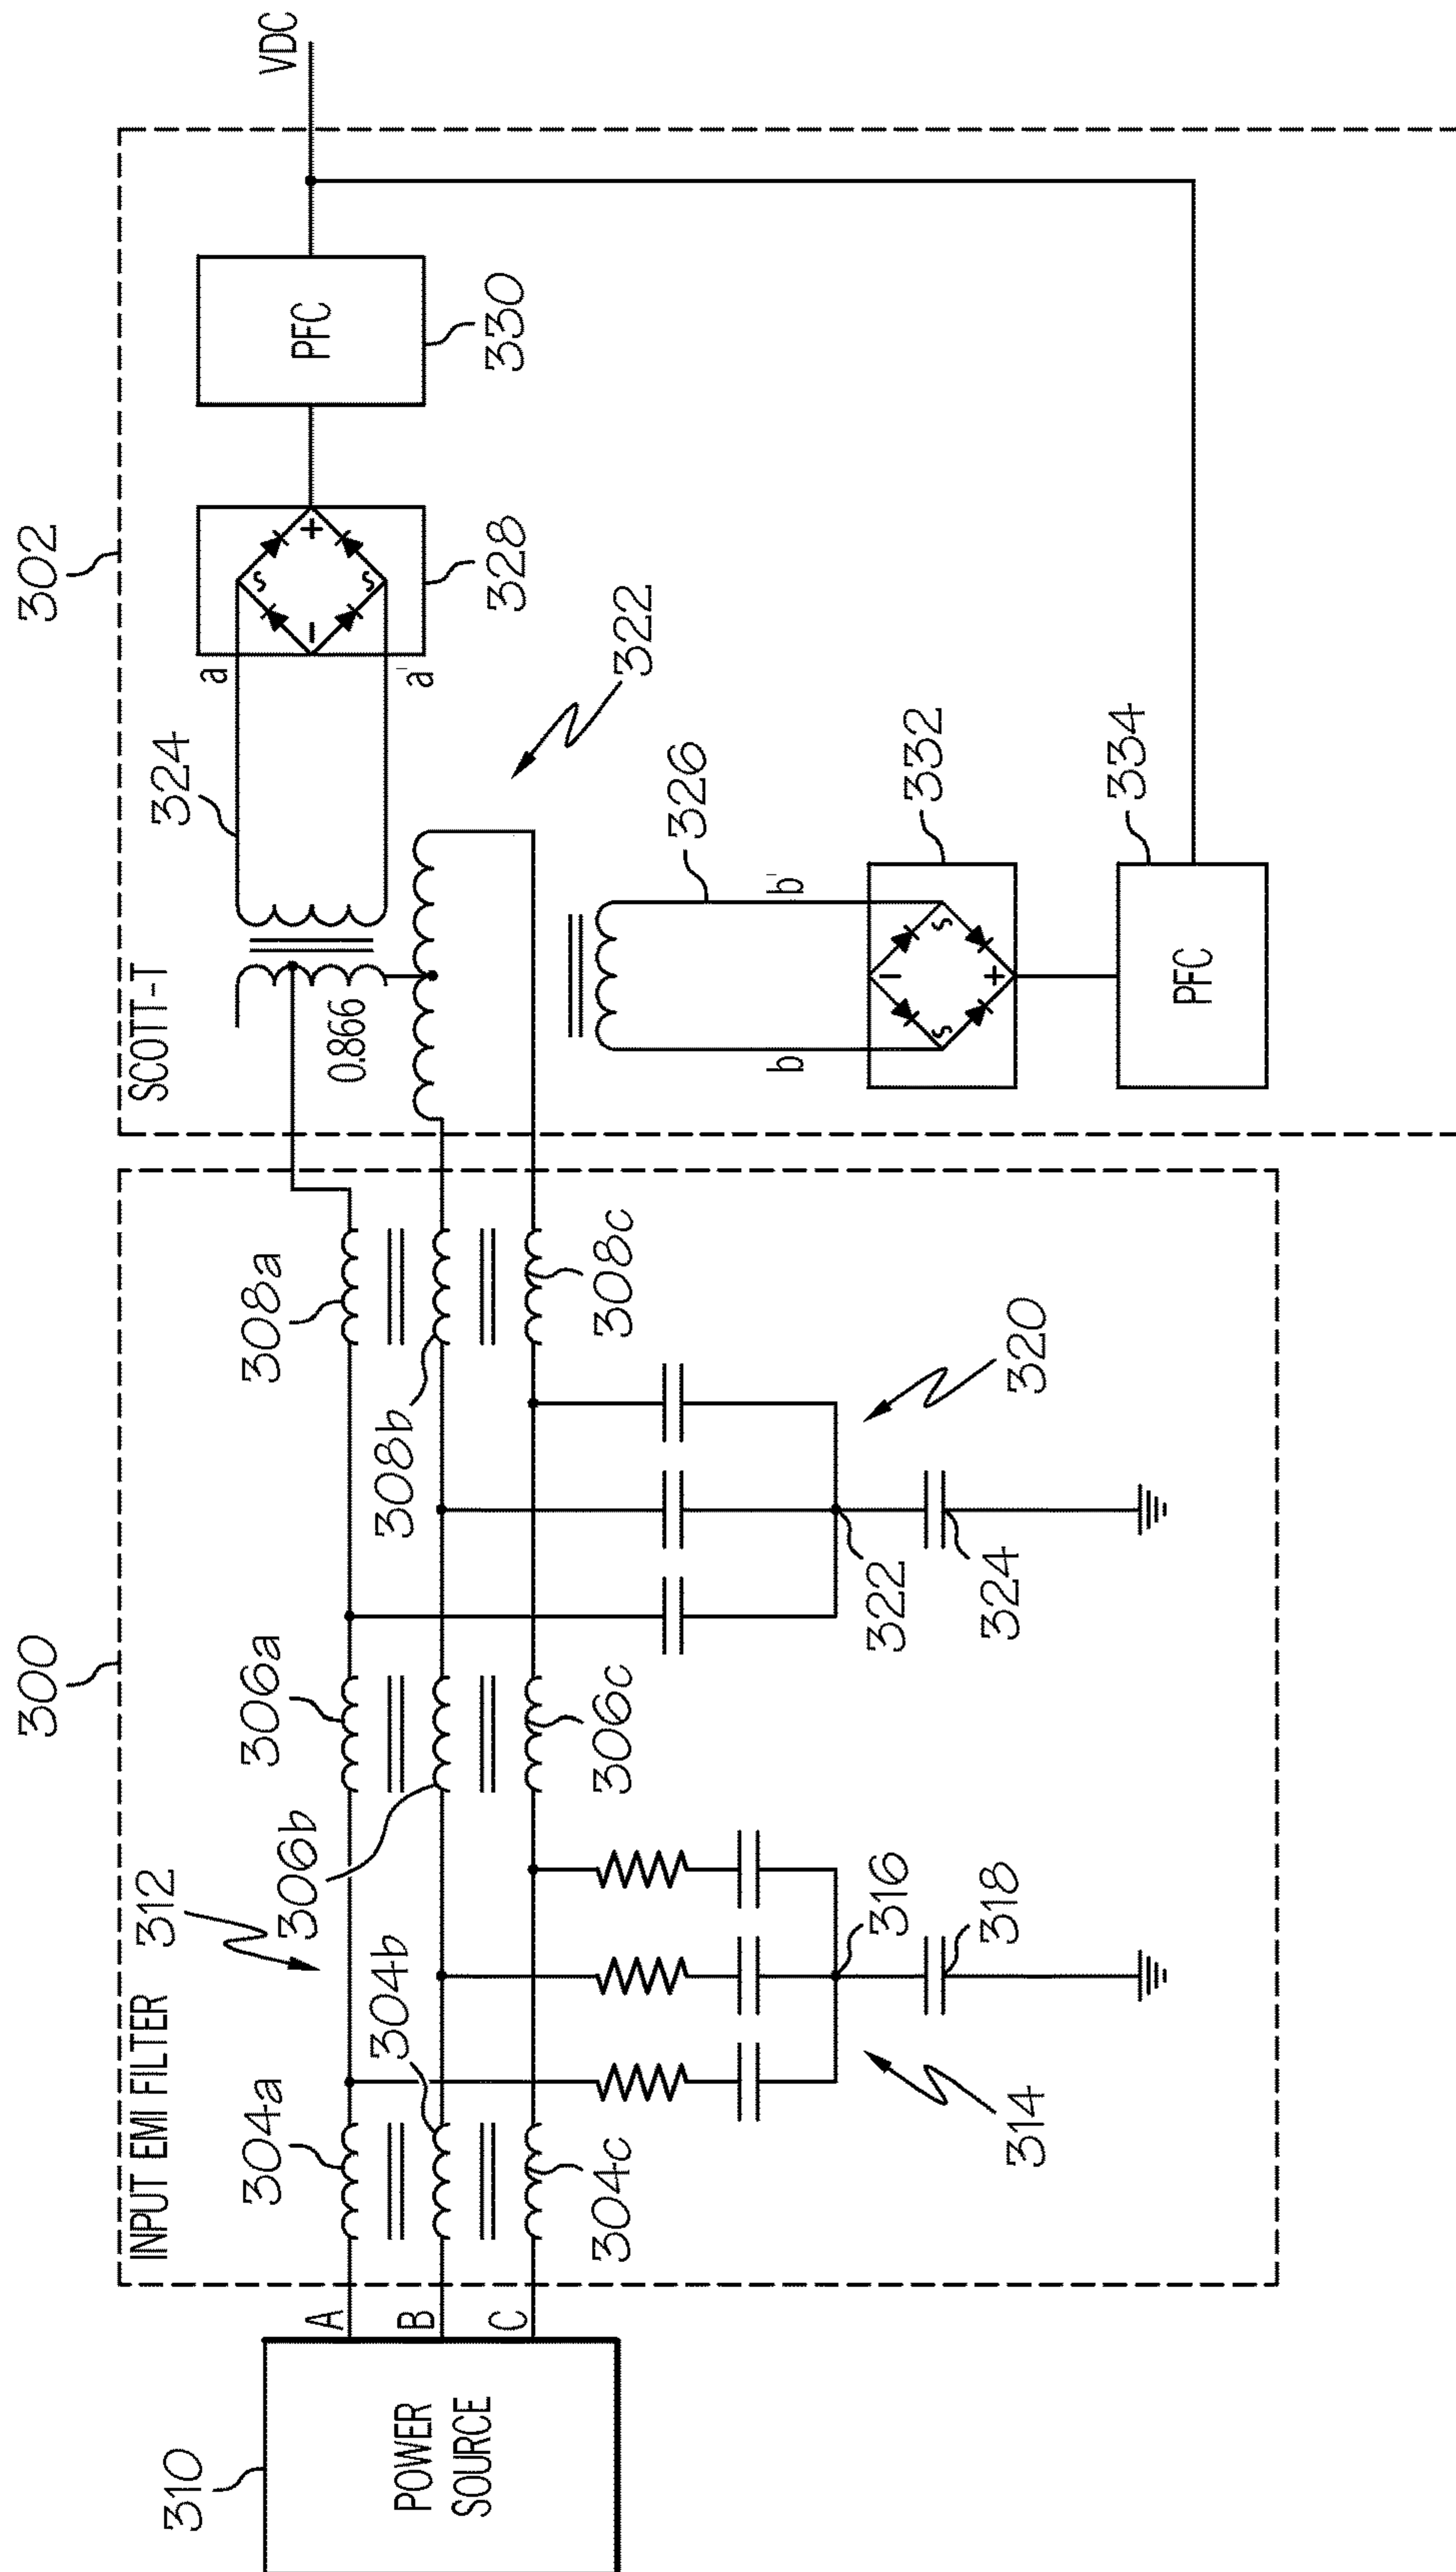 300
302
INPUT EMI FILTER
SCOTT-T
310
POWER
SOURCE
A
B
C
304a
304b
304c
312
306a
306b
306c
308a
308b
308c
314
316
318
320
322
324
0.866
324
a
a'
328
PFC
330
VDC
322
326
b
b'
332
334
PFC
+
−
+
−